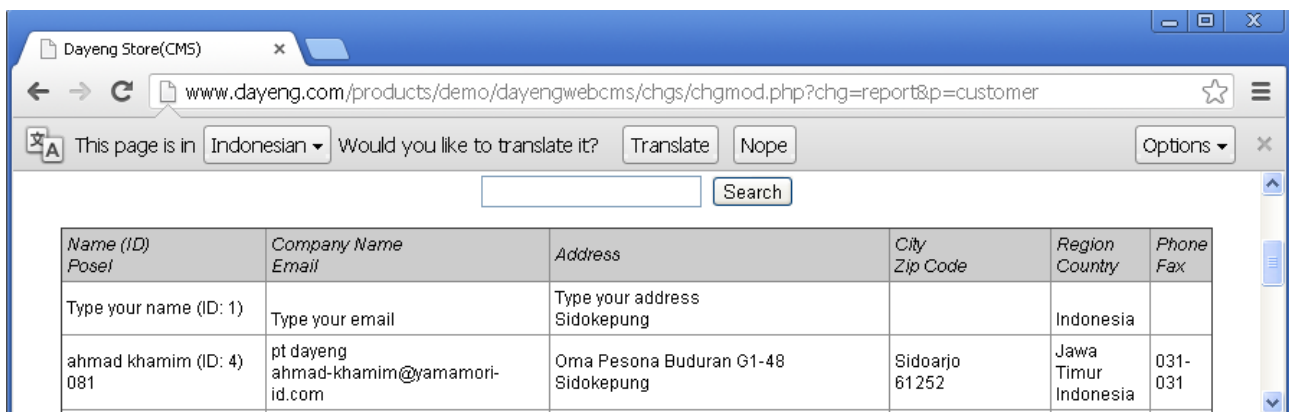 Dayeng Store(CMS)
www.dayeng.com/products/demo/dayengwebcms/chgs/chgmod.php?chg=report&p=customer
This page is in Indonesian Would you like to translate it? Translate Nope Options
Search
Name (ID)
Posel
Company Name
Email
Address
City
Zip Code
Region
Country
Phone
Fax
Type your name (ID: 1)
Type your email
Type your address
Sidokepung
Indonesia
ahmad khamim (ID: 4)
081
pt dayeng
ahmad-khamim@yamamori-
id.com
Oma Pesona Buduran G1-48
Sidokepung
Sidoarjo
61252
Jawa
Timur
Indonesia
031-
031